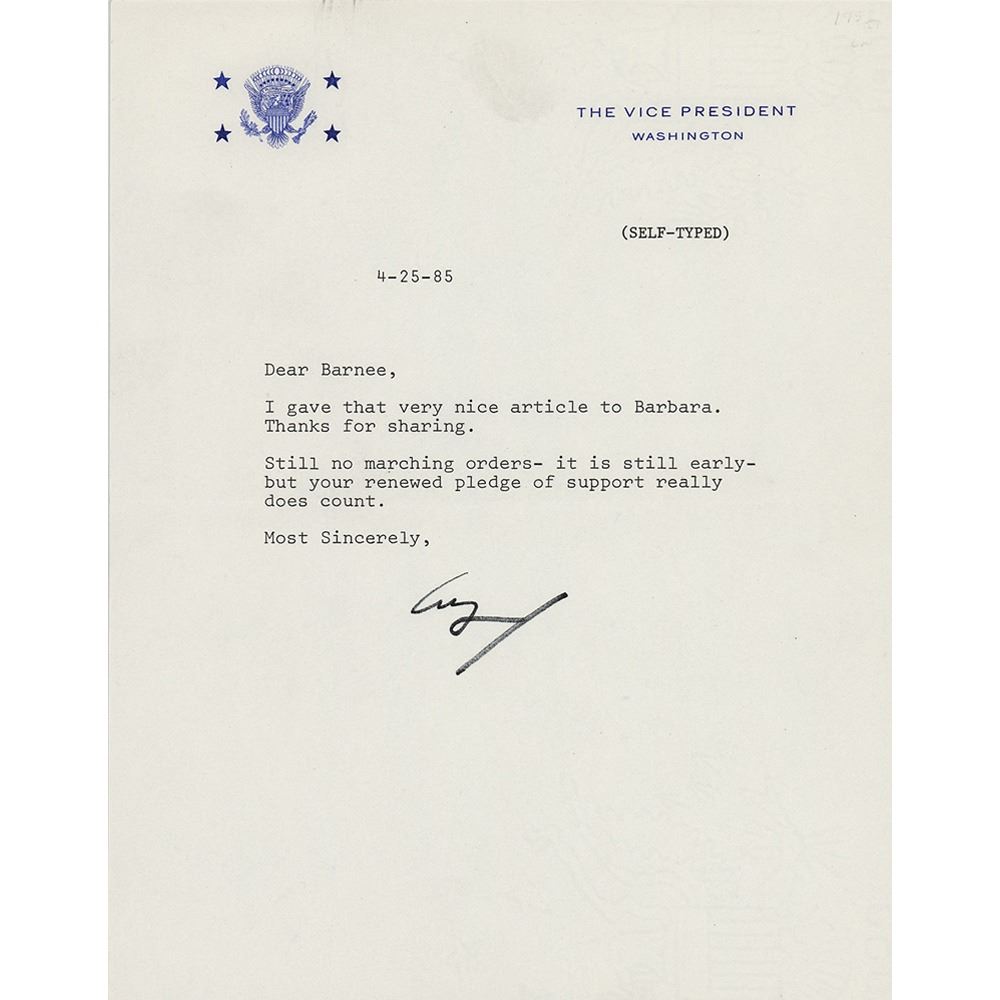 THE VICE PRESIDENT
WASHINGTON
(SELF-TYPED)
4-25-85
Dear Barnee,
I gave that very nice article to Barbara.
Thanks for sharing.
Still no marching orders- it is still early-
but your renewed pledge of support really
does count.
Most Sincerely,